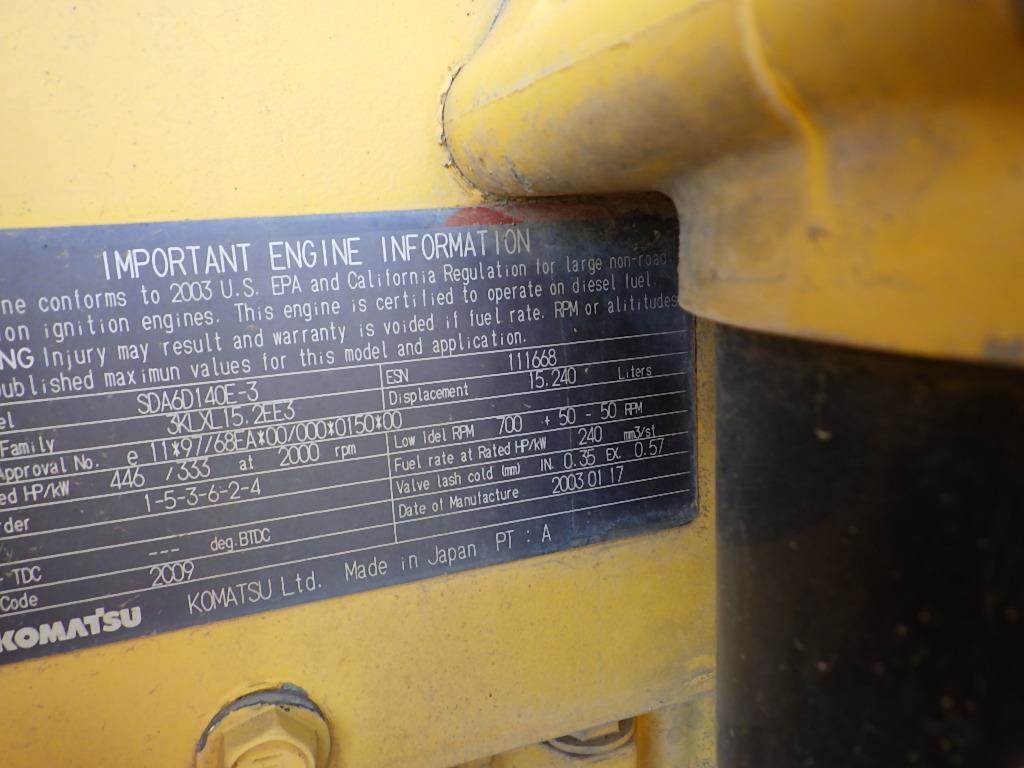 IMPORTANT ENGINE INFORMATION
ne conforms to 2003 U.S. EPA and California Regulation for large non-road
ion ignition engines. This engine is certified to operate on diesel fuel.
NG Injury may result and warranty is voided if fuel rate. RPM or alititudes
published maximun values for this model and application.
el SDA6D140E-3 ESN 111668
Family 3KLXL15.2EE3 Displacement 15.240 Liters
Approval No. e 11*97/68EA*00/000*0150*00 Low idel RPM 700 +50 -50 RPM
ed HP/kW 446 /333 at 2000 rpm Fuel rate at Rated HP/kW 240 mm3/st
rder 1-5-3-6-2-4 Valve lash cold (mm) IN. 0.35 EX. 0.57
Date of Manufacture 2003 01 17
TDC --- deg.BTDC
Code 2009
KOMATSU KOMATSU Ltd. Made in Japan PT : A